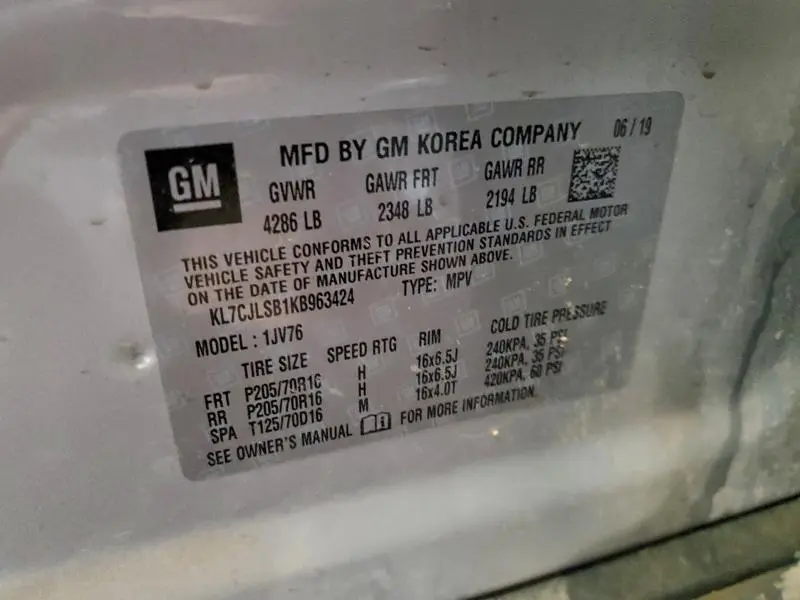 GM
MFD BY GM KOREA COMPANY 06/19
GVWR GAWR FRT GAWR RR
4286 LB 2348 LB 2194 LB
THIS VEHICLE CONFORMS TO ALL APPLICABLE U.S. FEDERAL MOTOR
VEHICLE SAFETY AND THEFT PREVENTION STANDARDS IN EFFECT
ON THE DATE OF MANUFACTURE SHOWN ABOVE.
KL7CJLSB1KB963424 TYPE: MPV
MODEL : 1JV76
TIRE SIZE SPEED RTG RIM COLD TIRE PRESSURE
FRT P205/70R16 H 16x6.5J 240KPA, 35 PSI
RR P205/70R16 H 16x6.5J 240KPA, 35 PSI
SPA T125/70D16 M 16x4.0T 420KPA, 60 PSI
SEE OWNER'S MANUAL FOR MORE INFORMATION.